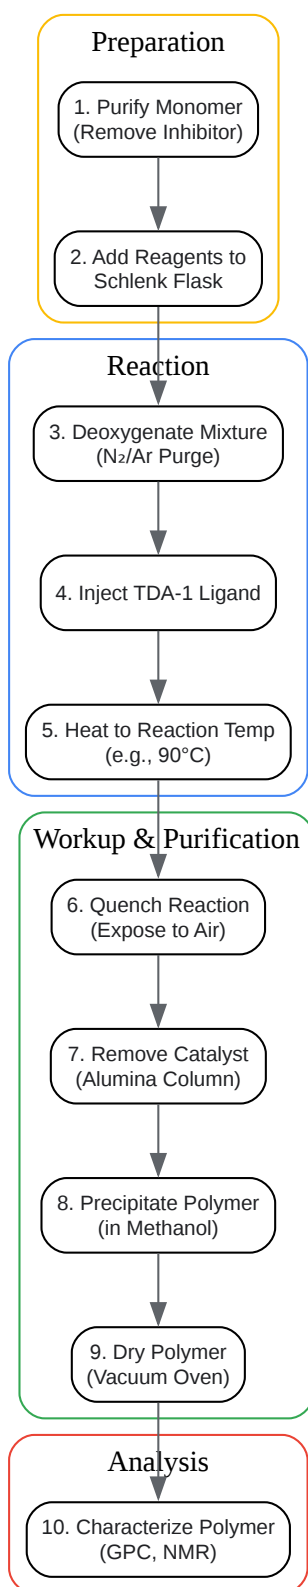 Preparation
1. Purify Monomer
(Remove Inhibitor)
2. Add Reagents to
Schlenk Flask
Reaction
3. Deoxygenate Mixture
(N₂/Ar Purge)
4. Inject TDA-1 Ligand
5. Heat to Reaction Temp
(e.g., 90°C)
Workup & Purification
6. Quench Reaction
(Expose to Air)
7. Remove Catalyst
(Alumina Column)
8. Precipitate Polymer
(in Methanol)
9. Dry Polymer
(Vacuum Oven)
Analysis
10. Characterize Polymer
(GPC, NMR)